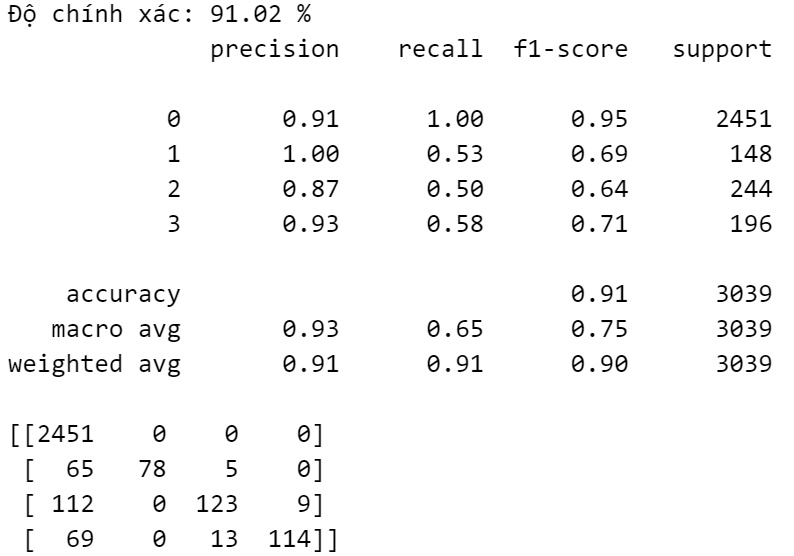 Độ chính xác: 91.02 %
precision recall f1-score support
0 0.91 1.00 0.95 2451
1 1.00 0.53 0.69 148
2 0.87 0.50 0.64 244
3 0.93 0.58 0.71 196
accuracy 0.91 3039
macro avg 0.93 0.65 0.75 3039
weighted avg 0.91 0.91 0.90 3039
[[2451 0 0 0]
[ 65 78 5 0]
[ 112 0 123 9]
[ 69 0 13 114]]